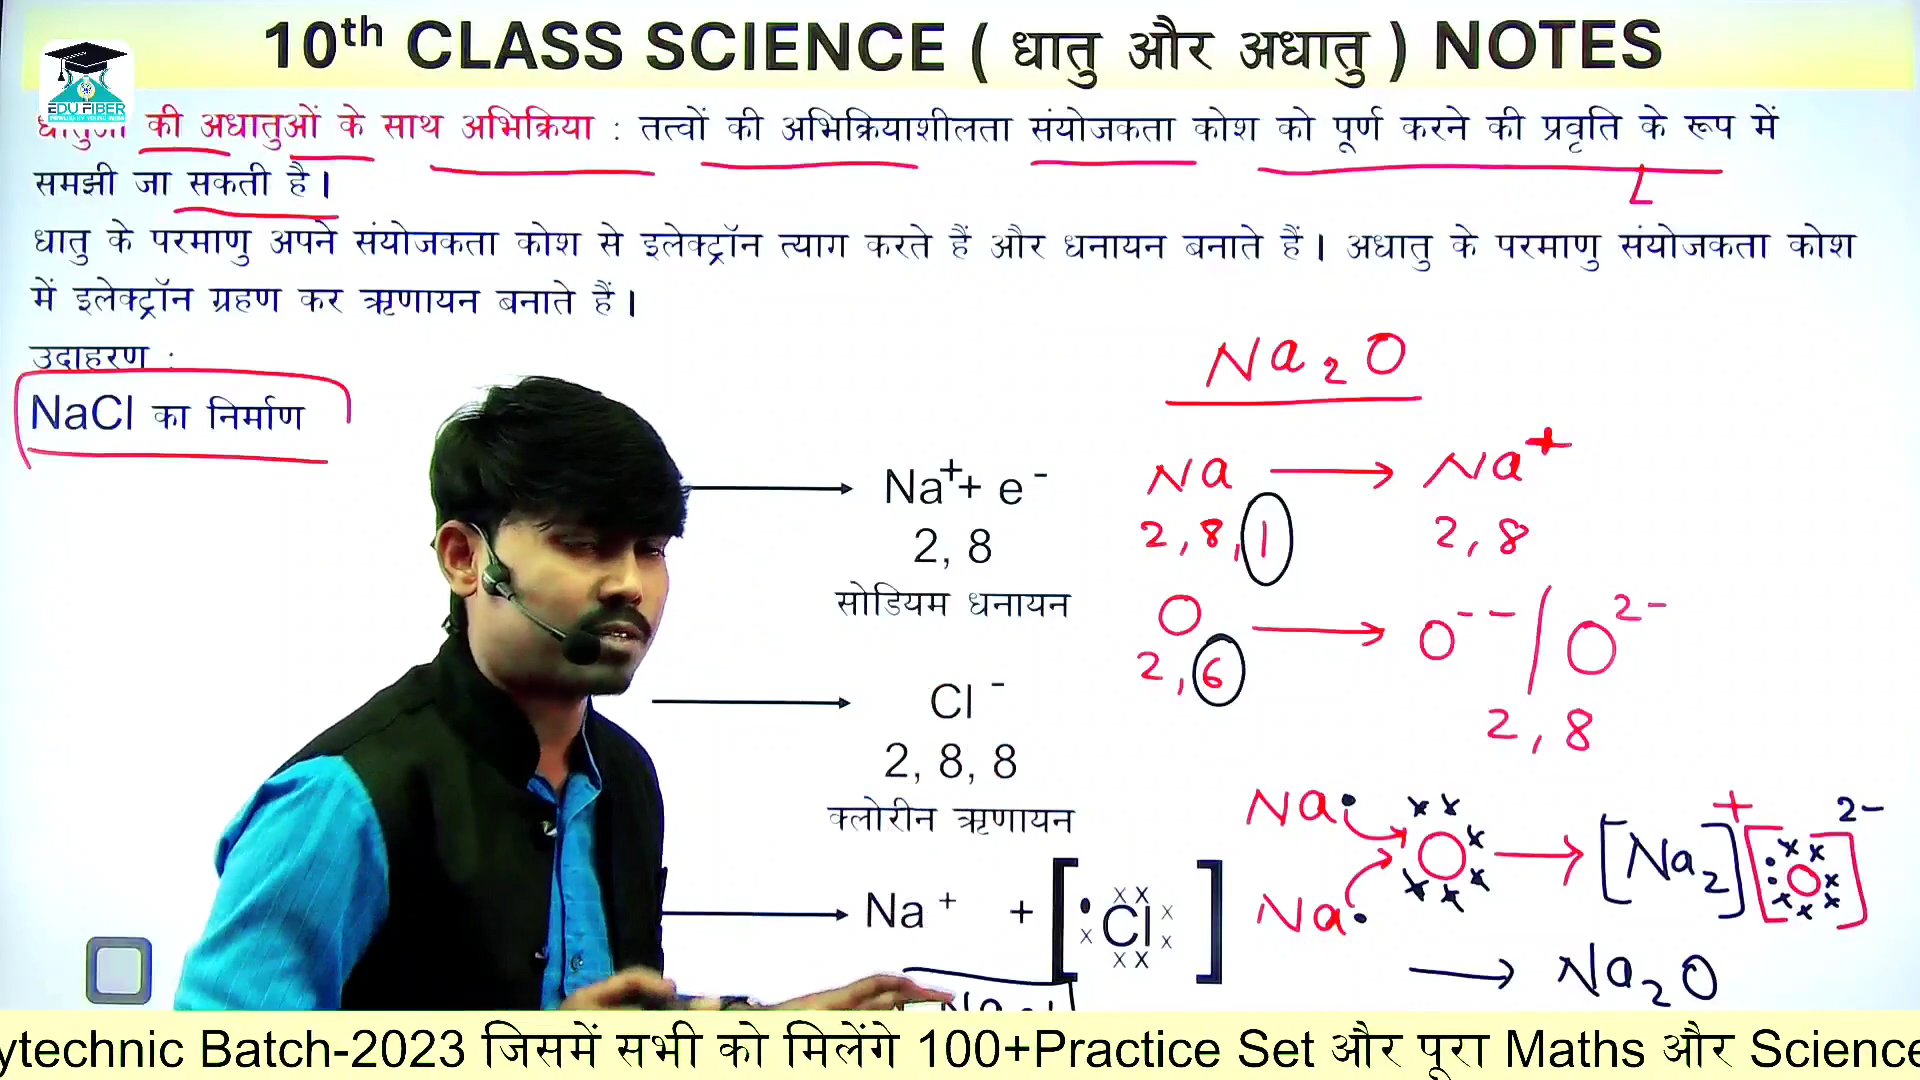 10th CLASS SCIENCE ( धातु और अधातु ) NOTES
EDU FIBER
धातुओं की अधातुओं के साथ अभिक्रिया : तत्वों की अभिक्रियाशीलता संयोजकता कोश को पूर्ण करने की प्रवृति के रूप में
समझी जा सकती है।
धातु के परमाणु अपने संयोजकता कोश से इलेक्ट्रॉन त्याग करते हैं और धनायन बनाते हैं। अधातु के परमाणु संयोजकता कोश
में इलेक्ट्रॉन ग्रहण कर ऋणायन बनाते हैं।
उदाहरण :
NaCl का निर्माण
→ Na⁺ + e⁻
2, 8
सोडियम धनायन
→ Cl⁻
2, 8, 8
क्लोरीन ऋणायन
→ Na⁺ + [Cl]
Na₂O
Na → Na⁺
2, 8, 1 2, 8
O → O⁻⁻ / O²⁻
2, 6 2, 8
Na
O → [Na₂]⁺ [O]²⁻
Na
→ Na₂O
ytechnic Batch-2023 जिसमें सभी को मिलेंगे 100+Practice Set और पूरा Maths और Science